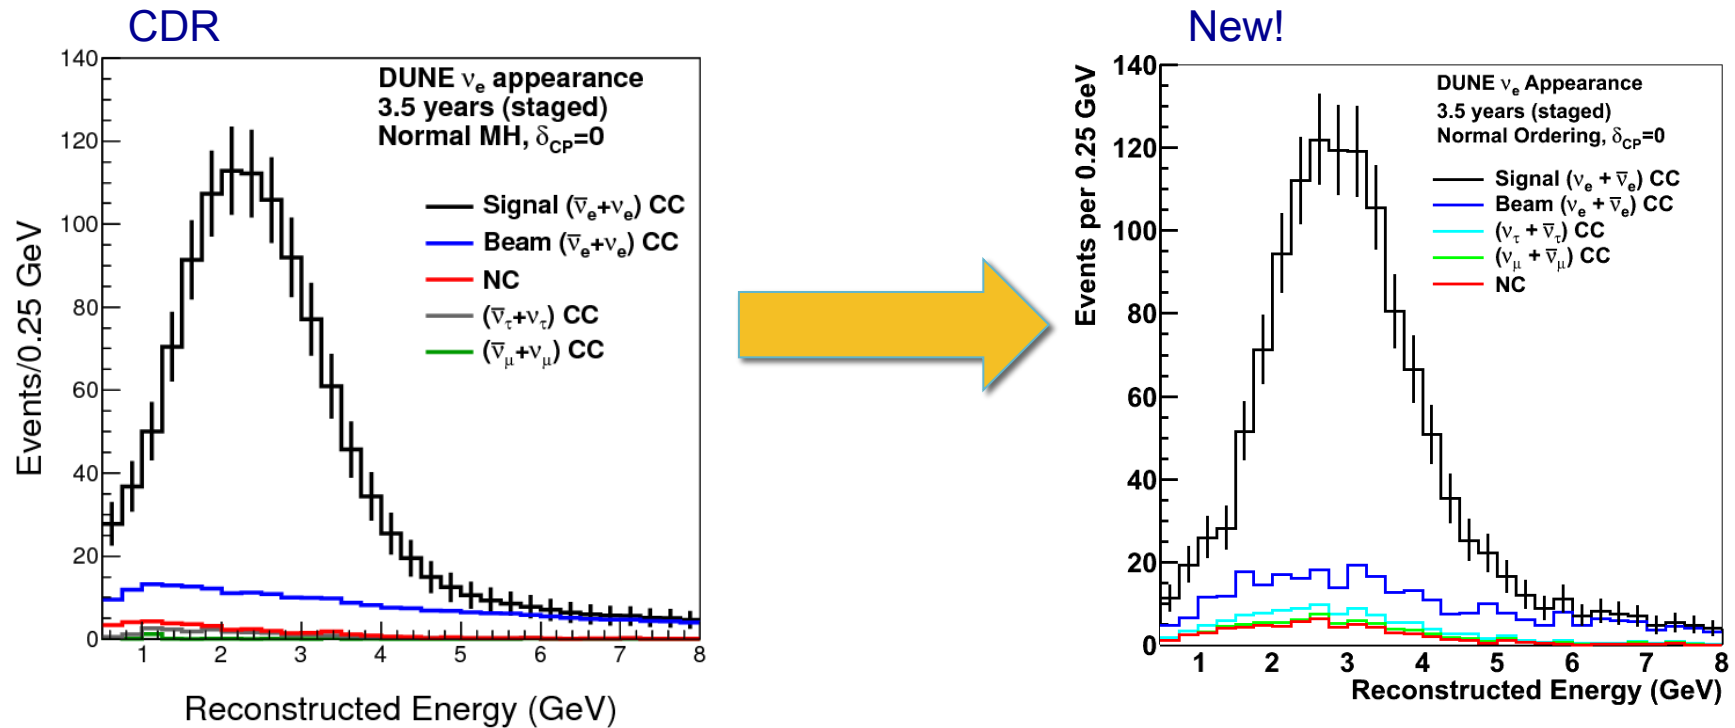 CDR
140
120
100
80
60
40
20
0
Events/0.25 GeV
DUNE νe appearance
3.5 years (staged)
Normal MH, δCP=0
Signal (ν̅e+νe) CC
Beam (ν̅e+νe) CC
NC
(ν̅τ+ντ) CC
(ν̅μ+νμ) CC
1 2 3 4 5 6 7 8
Reconstructed Energy (GeV)
New!
140
120
100
80
60
40
20
0
Events per 0.25 GeV
DUNE νe Appearance
3.5 years (staged)
Normal Ordering, δCP=0
Signal (νe + ν̅e) CC
Beam (νe + ν̅e) CC
(ντ + ν̅τ) CC
(νμ + ν̅μ) CC
NC
1 2 3 4 5 6 7 8
Reconstructed Energy (GeV)